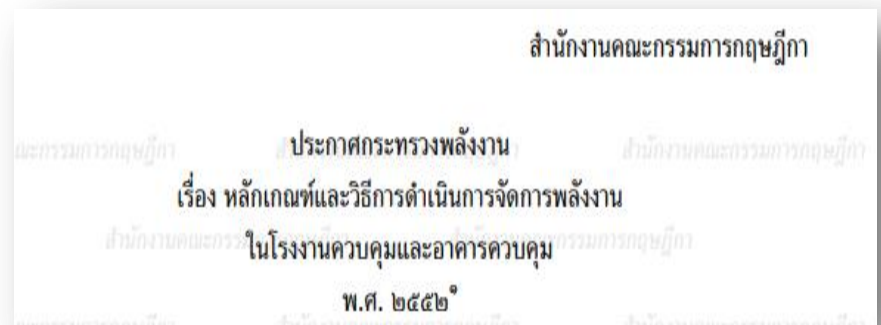 สำนักงานคณะกรรมการกฤษฎีกา
ประกาศกระทรวงพลังงาน
เรื่อง หลักเกณฑ์และวิธีการดำเนินการจัดการพลังงาน
ในโรงงานควบคุมและอาคารควบคุม
พ.ศ. ๒๕๕๒๑